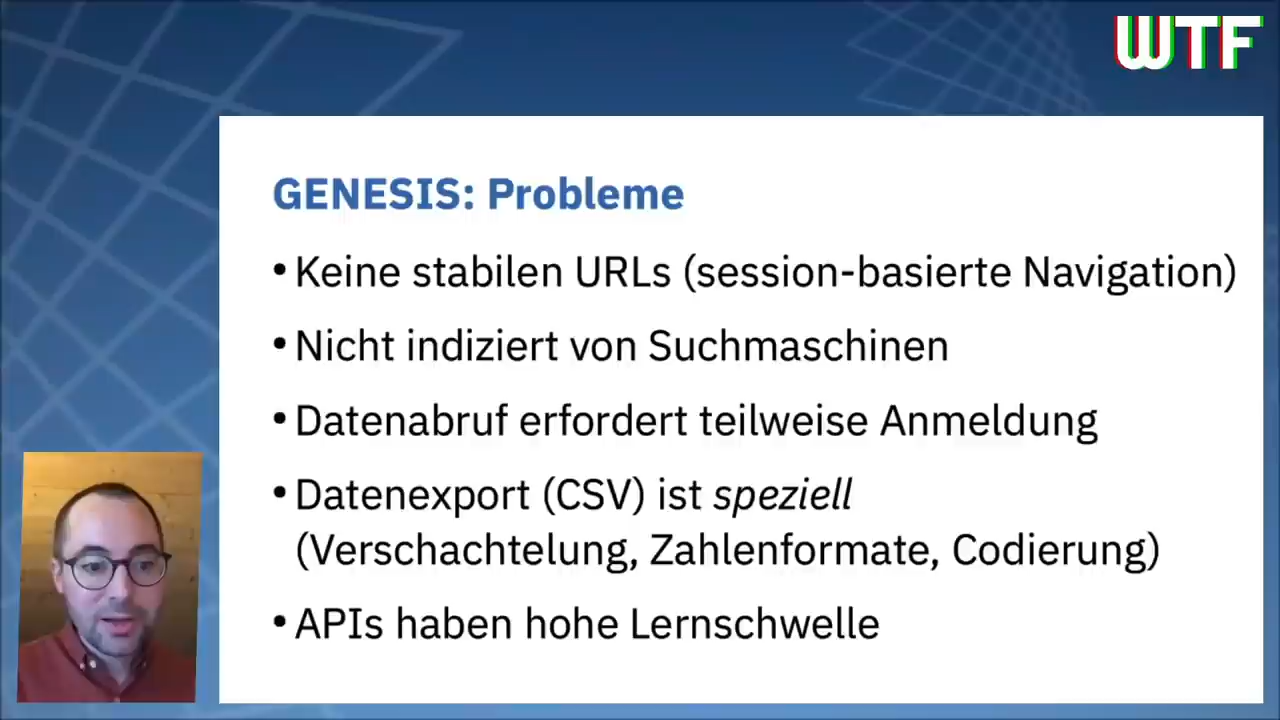 WTF
GENESIS: Probleme
• Keine stabilen URLs (session-basierte Navigation)
• Nicht indiziert von Suchmaschinen
• Datenabruf erfordert teilweise Anmeldung
• Datenexport (CSV) ist speziell
(Verschachtelung, Zahlenformate, Codierung)
• APIs haben hohe Lernschwelle